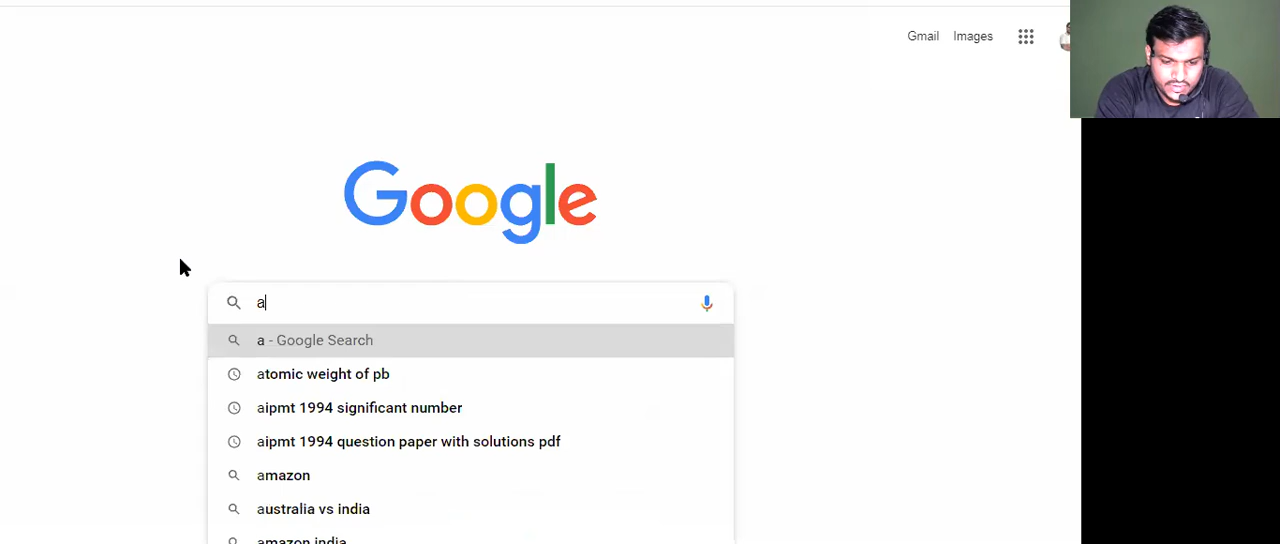 Gmail Images
Google
a
a - Google Search
atomic weight of pb
aipmt 1994 significant number
aipmt 1994 question paper with solutions pdf
amazon
australia vs india
amazon india